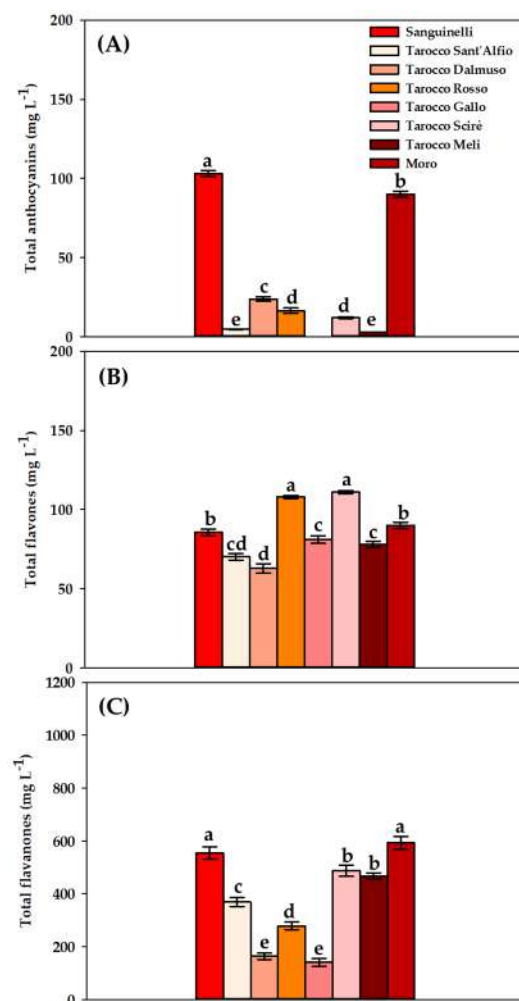 (A)
Total anthocyanins (mg L-1)
200
150
100
50
0
Sanguinelli
Tarocco Sant'Alfio
Tarocco Dalmuso
Tarocco Rosso
Tarocco Gallo
Tarocco Sciré
Tarocco Meli
Moro
a
e
c
d
d
e
b
(B)
Total flavones (mg L-1)
200
150
100
50
0
b
cd
d
a
c
a
c
b
(C)
Total flavanones (mg L-1)
1200
1000
800
600
400
200
0
a
c
e
d
e
b
b
a